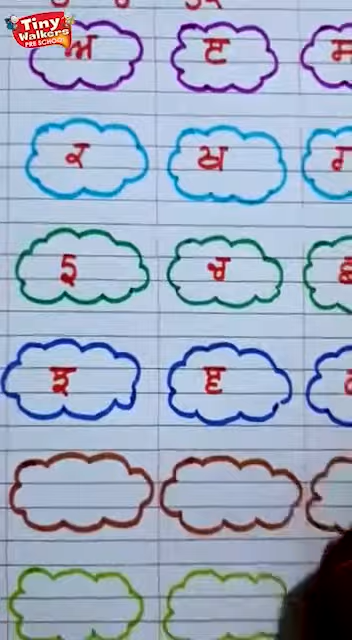 Tiny
Walkers
PRE SCHOOL
ਅ ੲ ਸ
ਕ ਖ ਗ
ਙ ਚ ਛ
ਝ ਞ